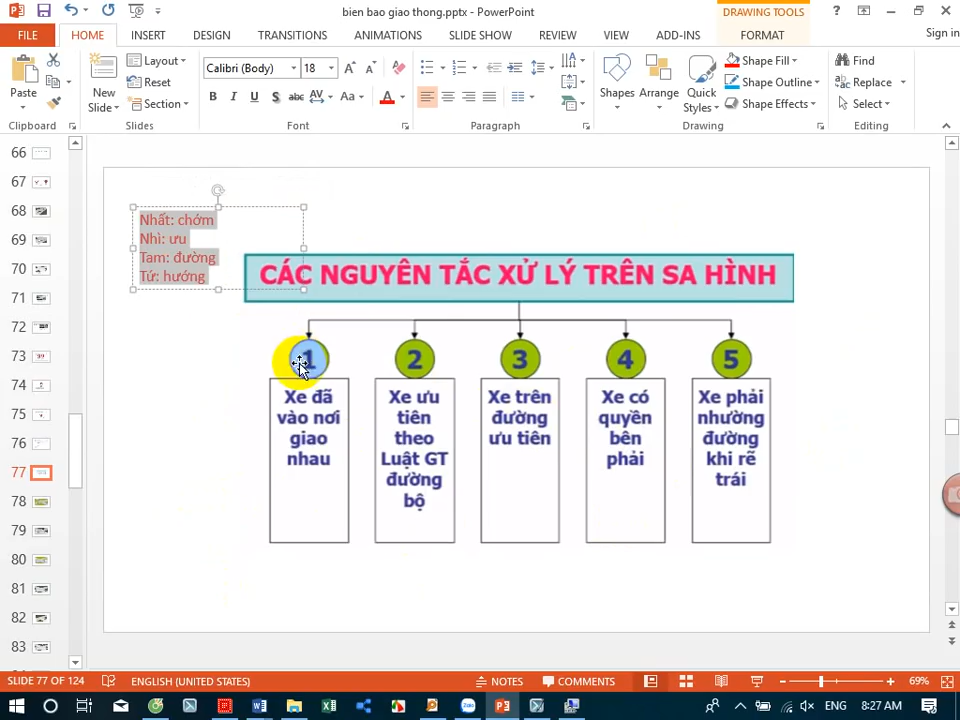 bien bao giao thong.pptx - PowerPoint
DRAWING TOOLS
FILE HOME INSERT DESIGN TRANSITIONS ANIMATIONS SLIDE SHOW REVIEW VIEW ADD-INS FORMAT Sign in
Paste
New
Slide
Layout
Reset
Section
Calibri (Body) 18
B I U S abc AV Aa A
Shapes Arrange Quick
Styles
Shape Fill
Shape Outline
Shape Effects
Find
Replace
Select
Clipboard Slides Font Paragraph Drawing Editing
66
67
68
69
70
71
72
73
74
75
76
77
78
79
80
81
82
83
Nhất: chớm
Nhì: ưu
Tam: đường
Tứ: hướng
CÁC NGUYÊN TẮC XỬ LÝ TRÊN SA HÌNH
1
Xe đã
vào nơi
giao
nhau
2
Xe ưu
tiên
theo
Luật GT
đường
bộ
3
Xe trên
đường
ưu tiên
4
Xe có
quyền
bên
phải
5
Xe phải
nhường
đường
khi rẽ
trái
SLIDE 77 OF 124 ENGLISH (UNITED STATES) NOTES COMMENTS 69%
ENG 8:27 AM